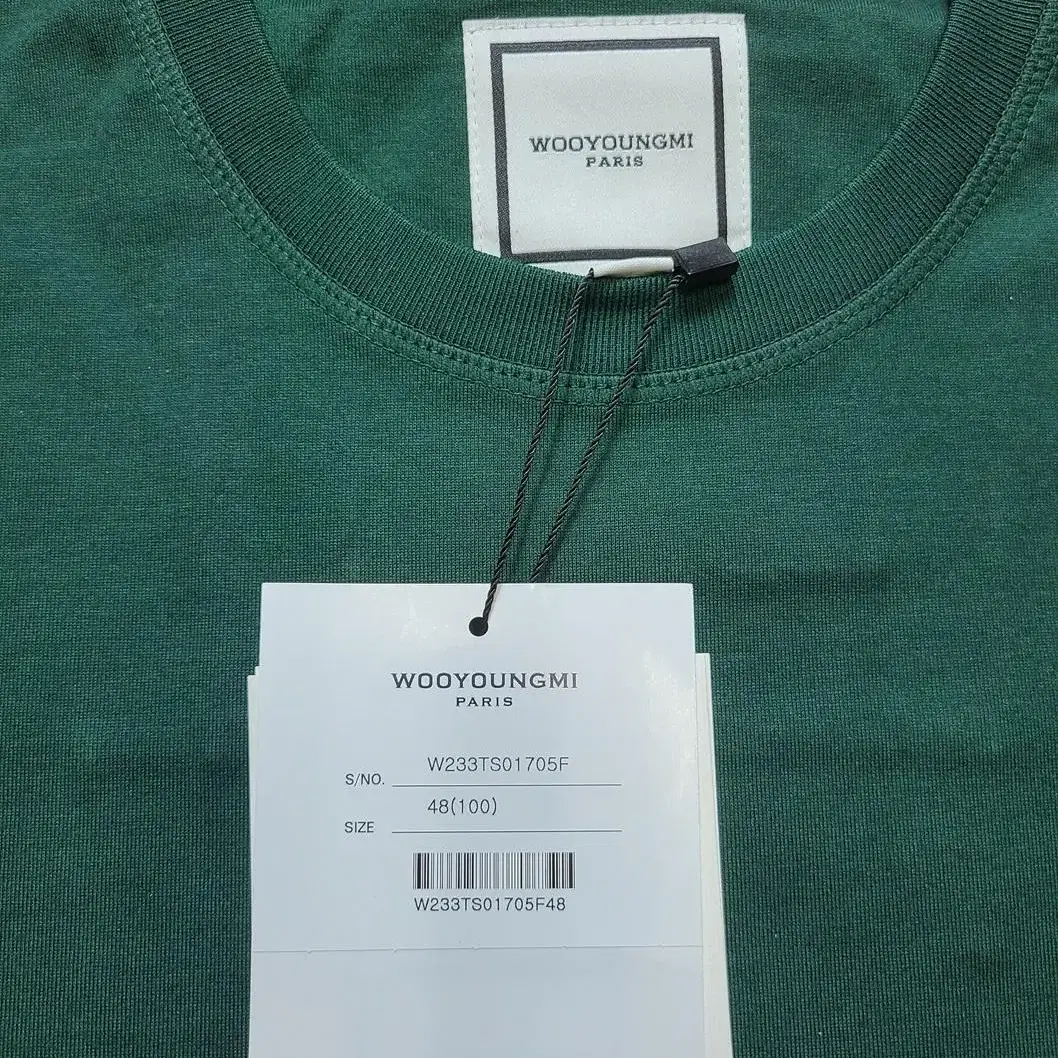 WOOYOUNGMI
PARIS
WOOYOUNGMI
PARIS
S/NO. W233TS01705F
SIZE 48(100)
W233TS01705F48